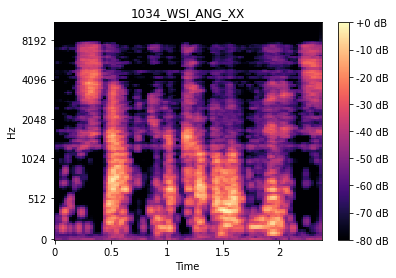 1034_WSI_ANG_XX
+0 dB
8192
-10 dB
4096
-20 dB
-30 dB
2048
Hz
-40 dB
1024
-50 dB
512
-60 dB
-70 dB
0
-80 dB
0 0.5 1 1.5 2
Time